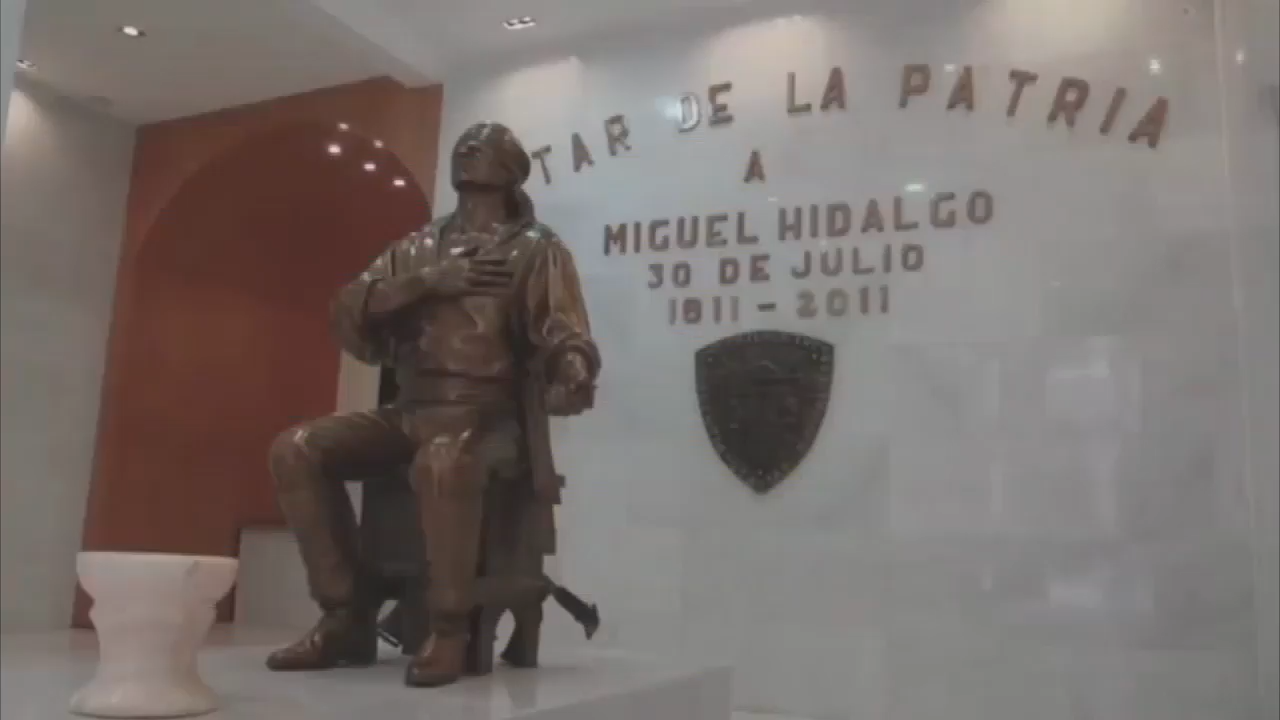 TAR DE LA PATRIA
A
MIGUEL HIDALGO
30 DE JULIO
1811 - 2011